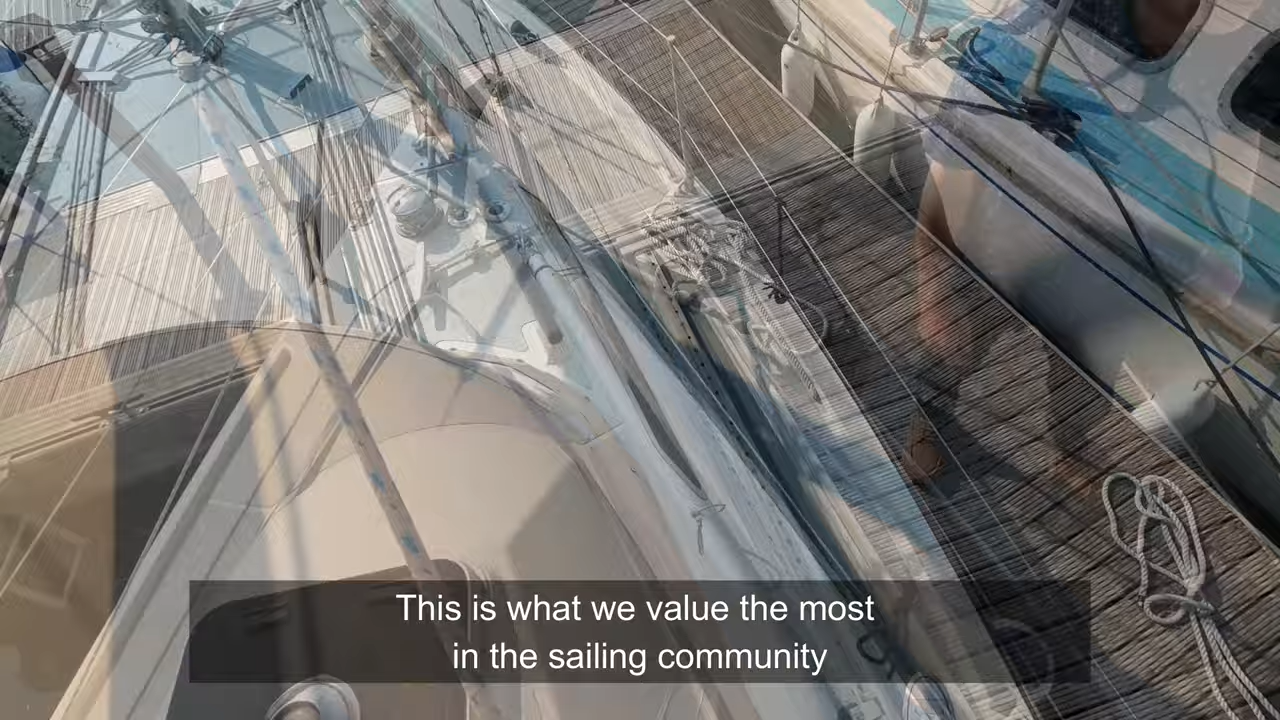 This is what we value the most
in the sailing community